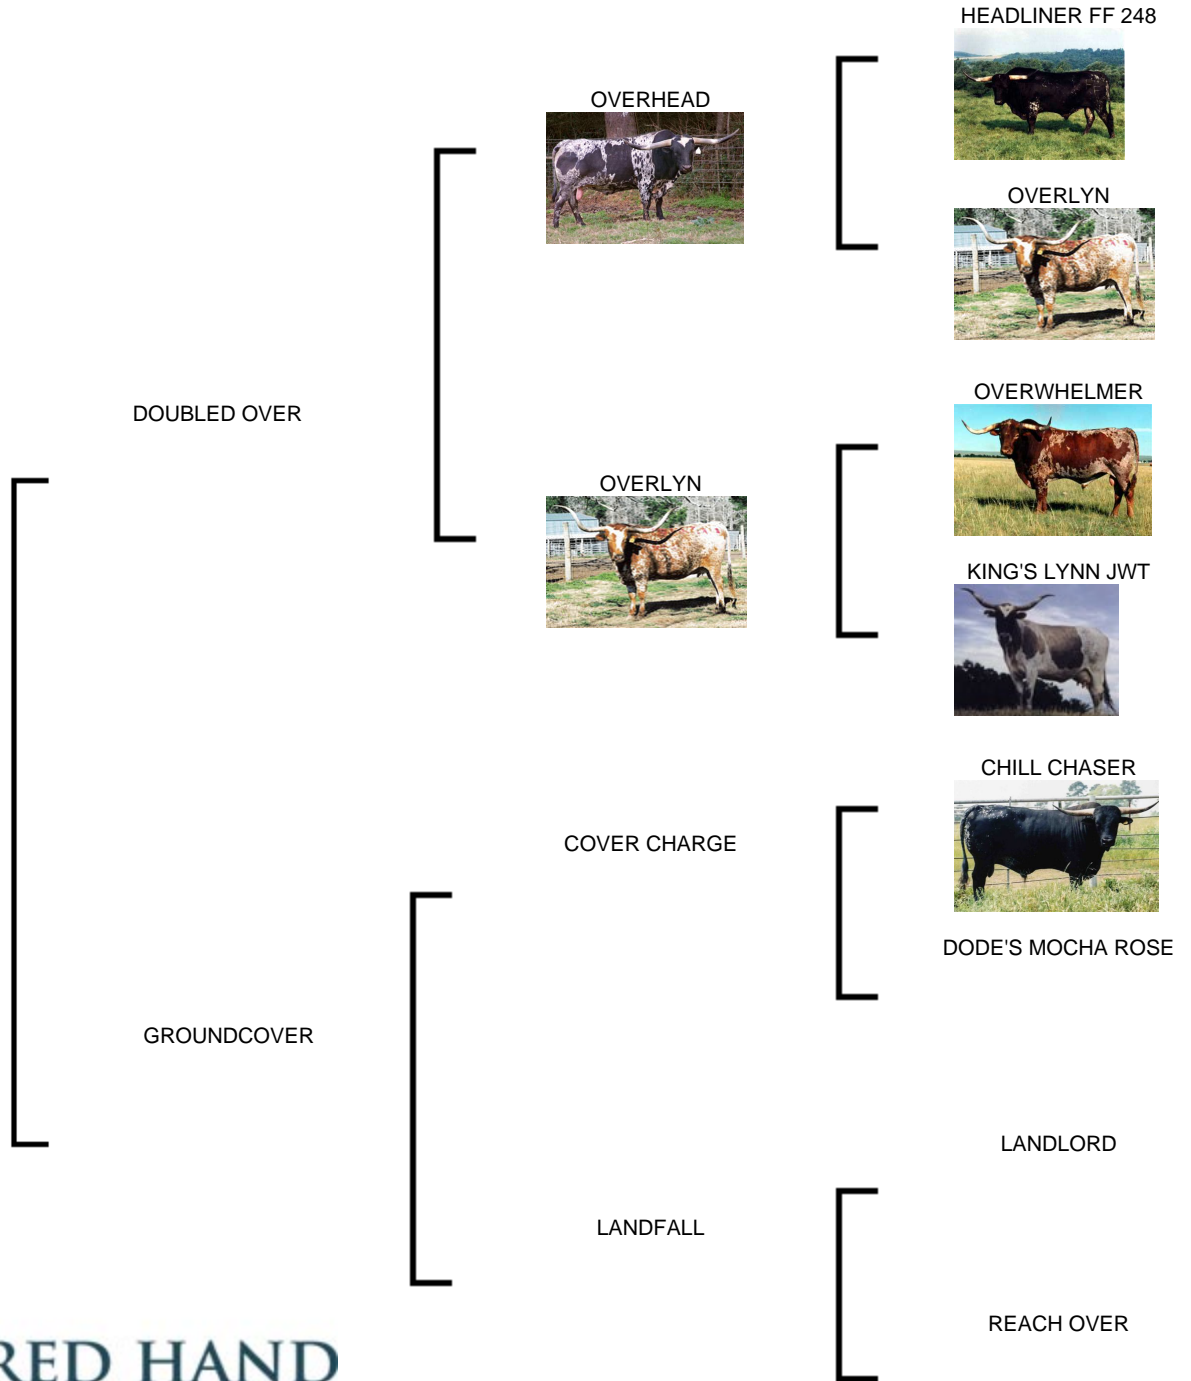 HEADLINER FF 248
OVERHEAD
OVERLYN
OVERWHELMER
DOUBLED OVER
OVERLYN
KING'S LYNN JWT
CHILL CHASER
COVER CHARGE
DODE'S MOCHA ROSE
GROUNDCOVER
LANDLORD
LANDFALL
REACH OVER
RED HAND